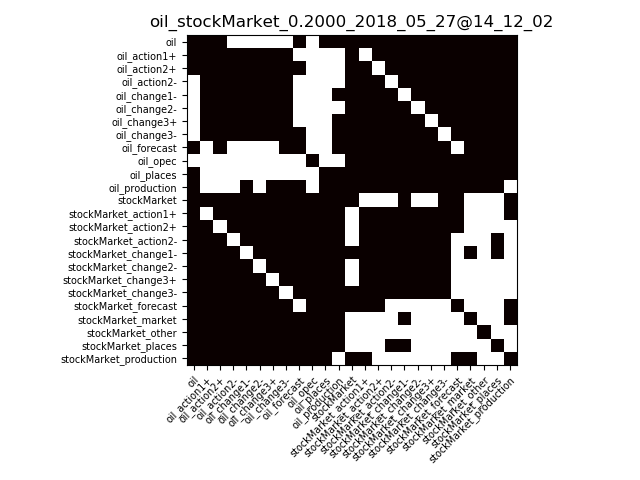 oil_stockMarket_0.2000_2018_05_27@14_12_02
oil
oil_action1+
oil_action2+
oil_action2-
oil_change1-
oil_change2-
oil_change3+
oil_change3-
oil_forecast
oil_opec
oil_places
oil_production
stockMarket
stockMarket_action1+
stockMarket_action2+
stockMarket_action2-
stockMarket_change1-
stockMarket_change2-
stockMarket_change3+
stockMarket_change3-
stockMarket_forecast
stockMarket_market
stockMarket_other
stockMarket_places
stockMarket_production
oil
oil_action1+
oil_action2+
oil_action2-
oil_change1-
oil_change2-
oil_change3+
oil_change3-
oil_forecast
oil_opec
oil_places
oil_production
stockMarket
stockMarket_action1+
stockMarket_action2+
stockMarket_action2-
stockMarket_change1-
stockMarket_change2-
stockMarket_change3+
stockMarket_change3-
stockMarket_forecast
stockMarket_market
stockMarket_other
stockMarket_places
stockMarket_production